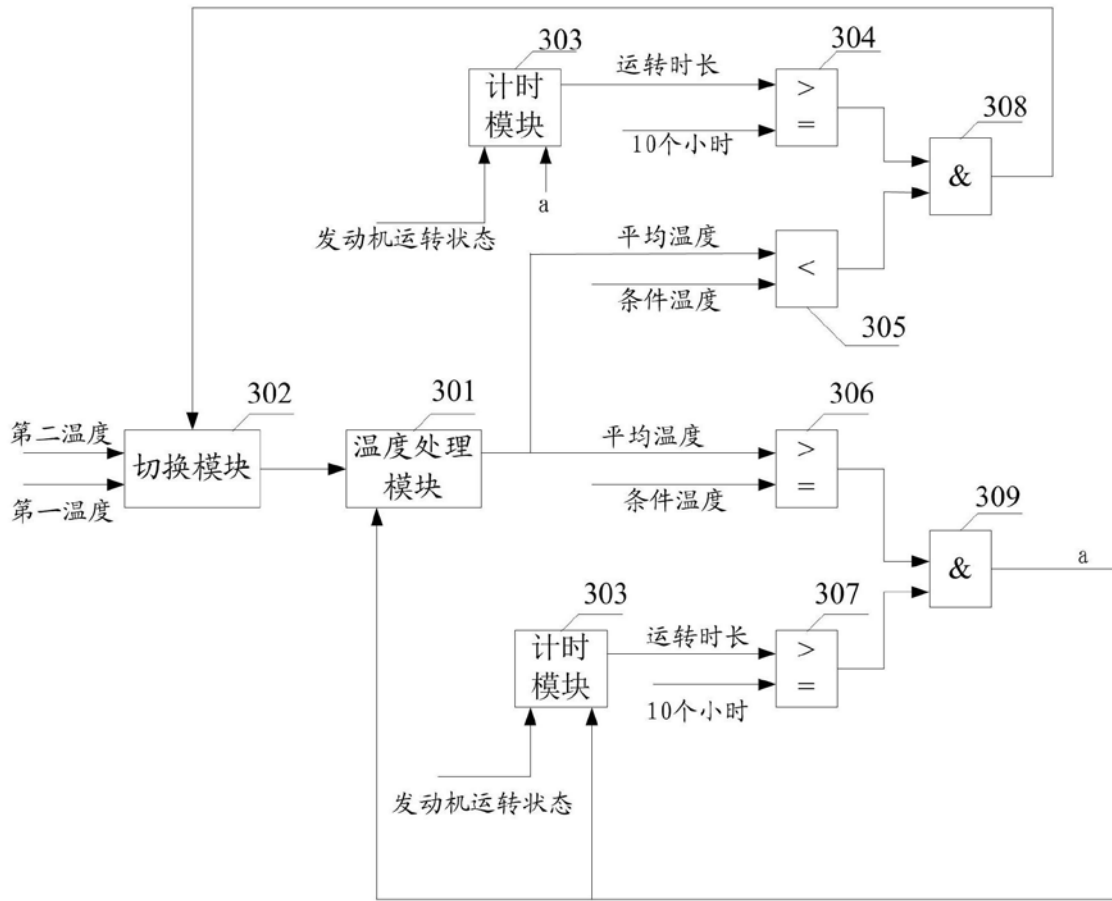 303
计时
模块
运转时长
304
>
=
10个小时
308
&
a
发动机运转状态
平均温度
<
条件温度
305
302
301
306
第二温度
切换模块
温度处理
模块
平均温度
>
=
第一温度
条件温度
309
&
a
303
计时
模块
运转时长
307
>
=
10个小时
发动机运转状态